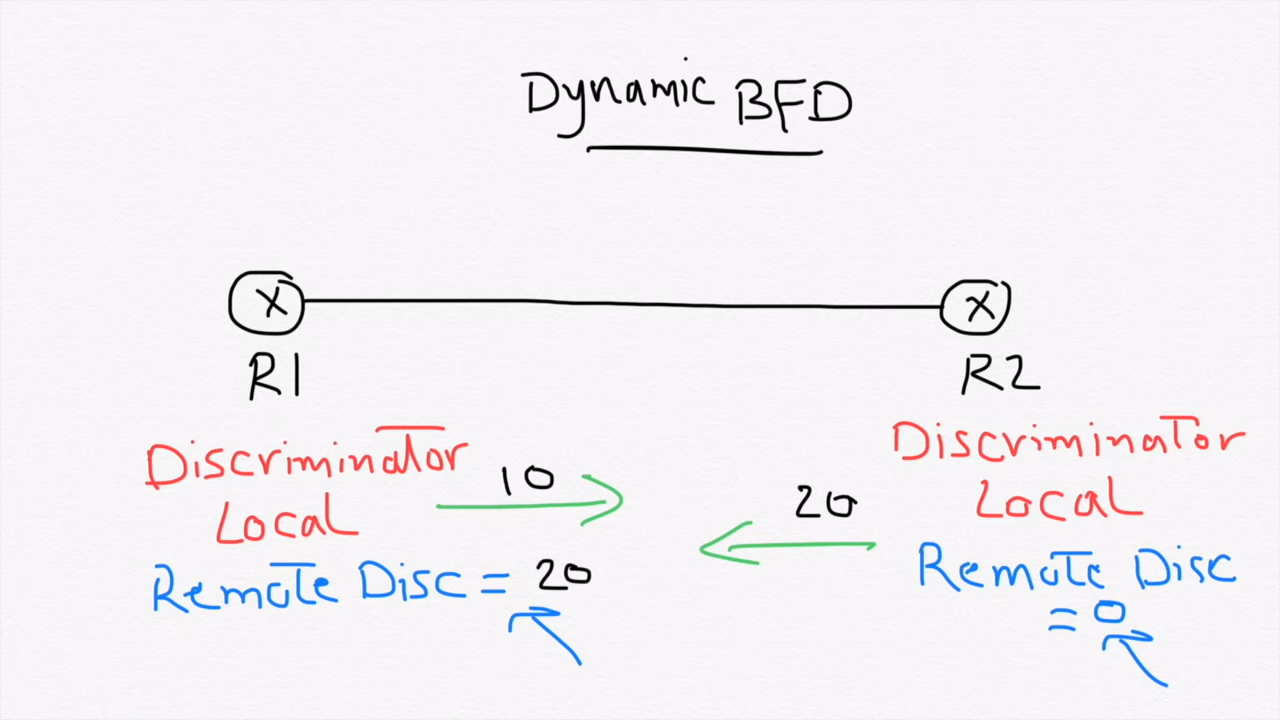 Dynamic BFD
X
X
R1
R2
Discriminator
Local
10
Remote Disc = 20
Discriminator
Local
20
Remote Disc
= 0